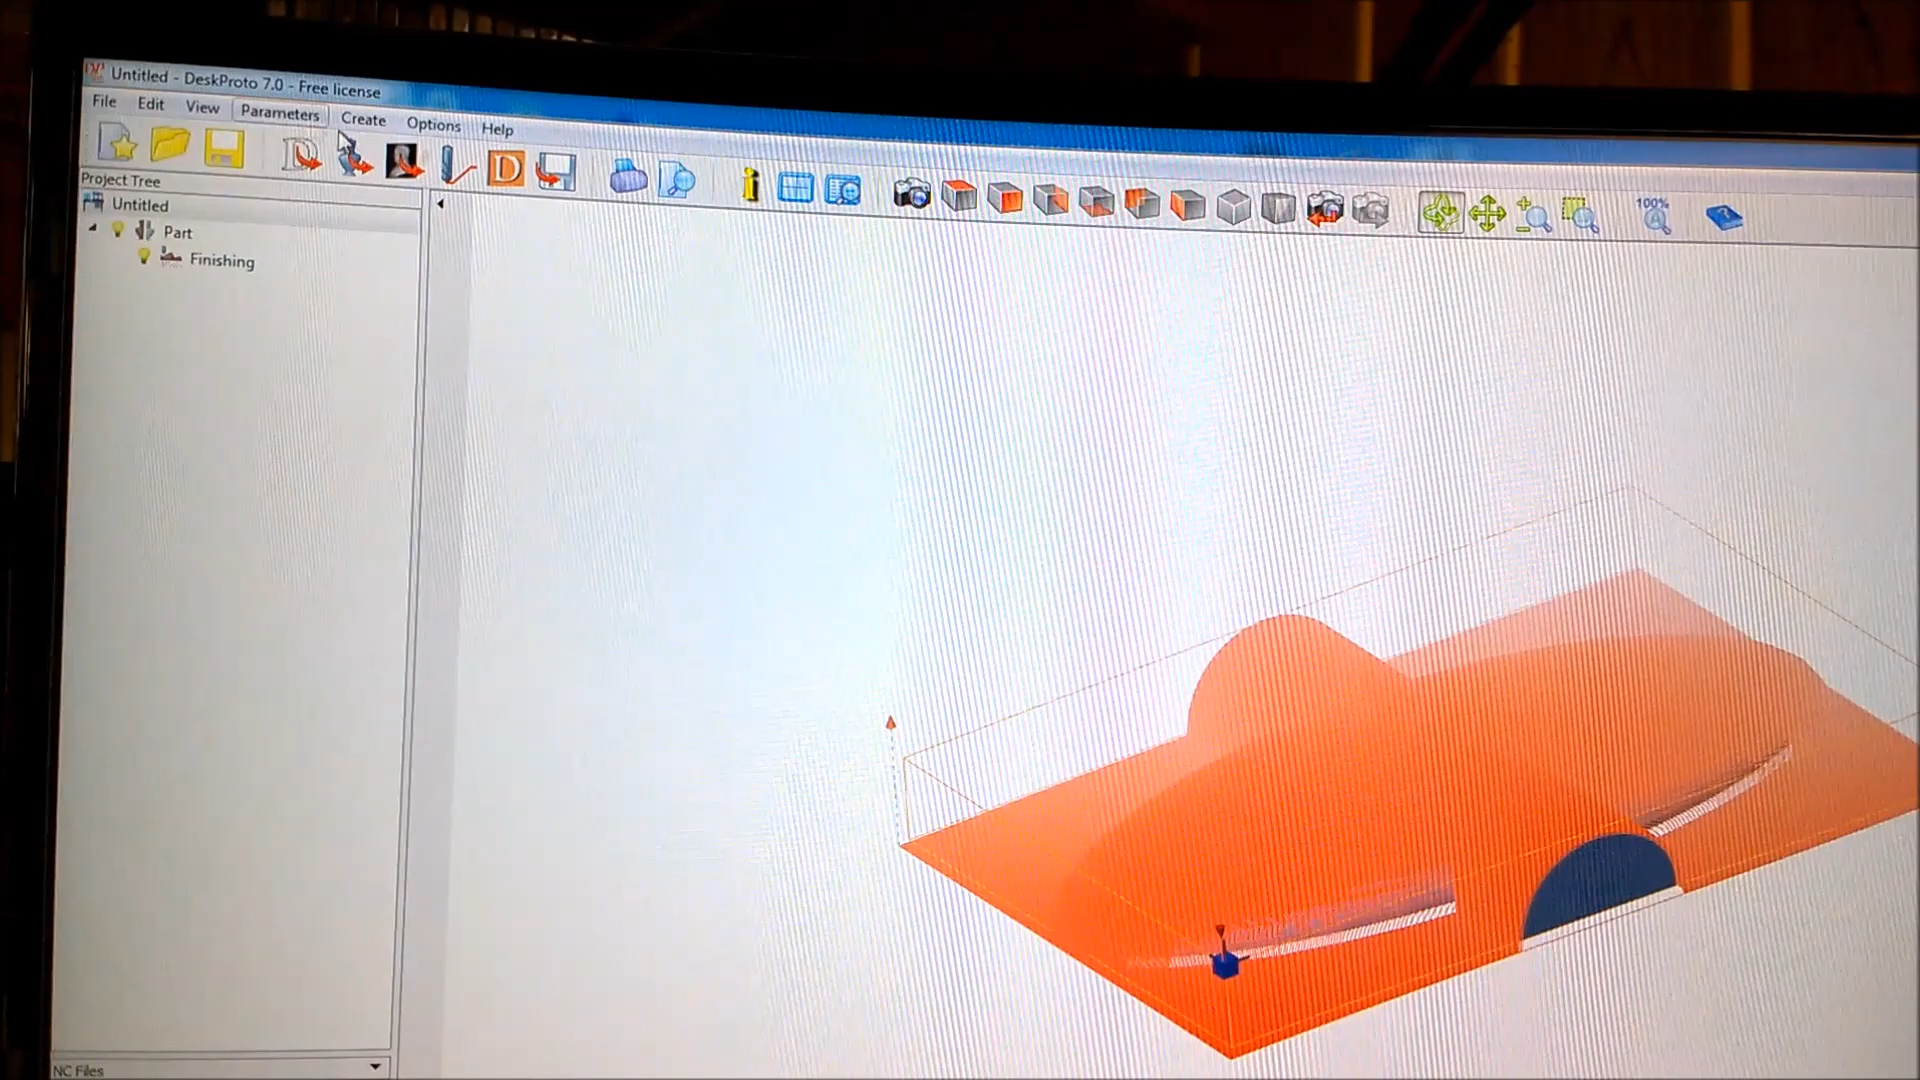 Untitled - DeskProto 7.0 - Free license
File Edit View Parameters Create Options Help
D D
100%
Project Tree
Untitled
Part
Finishing
NC Files